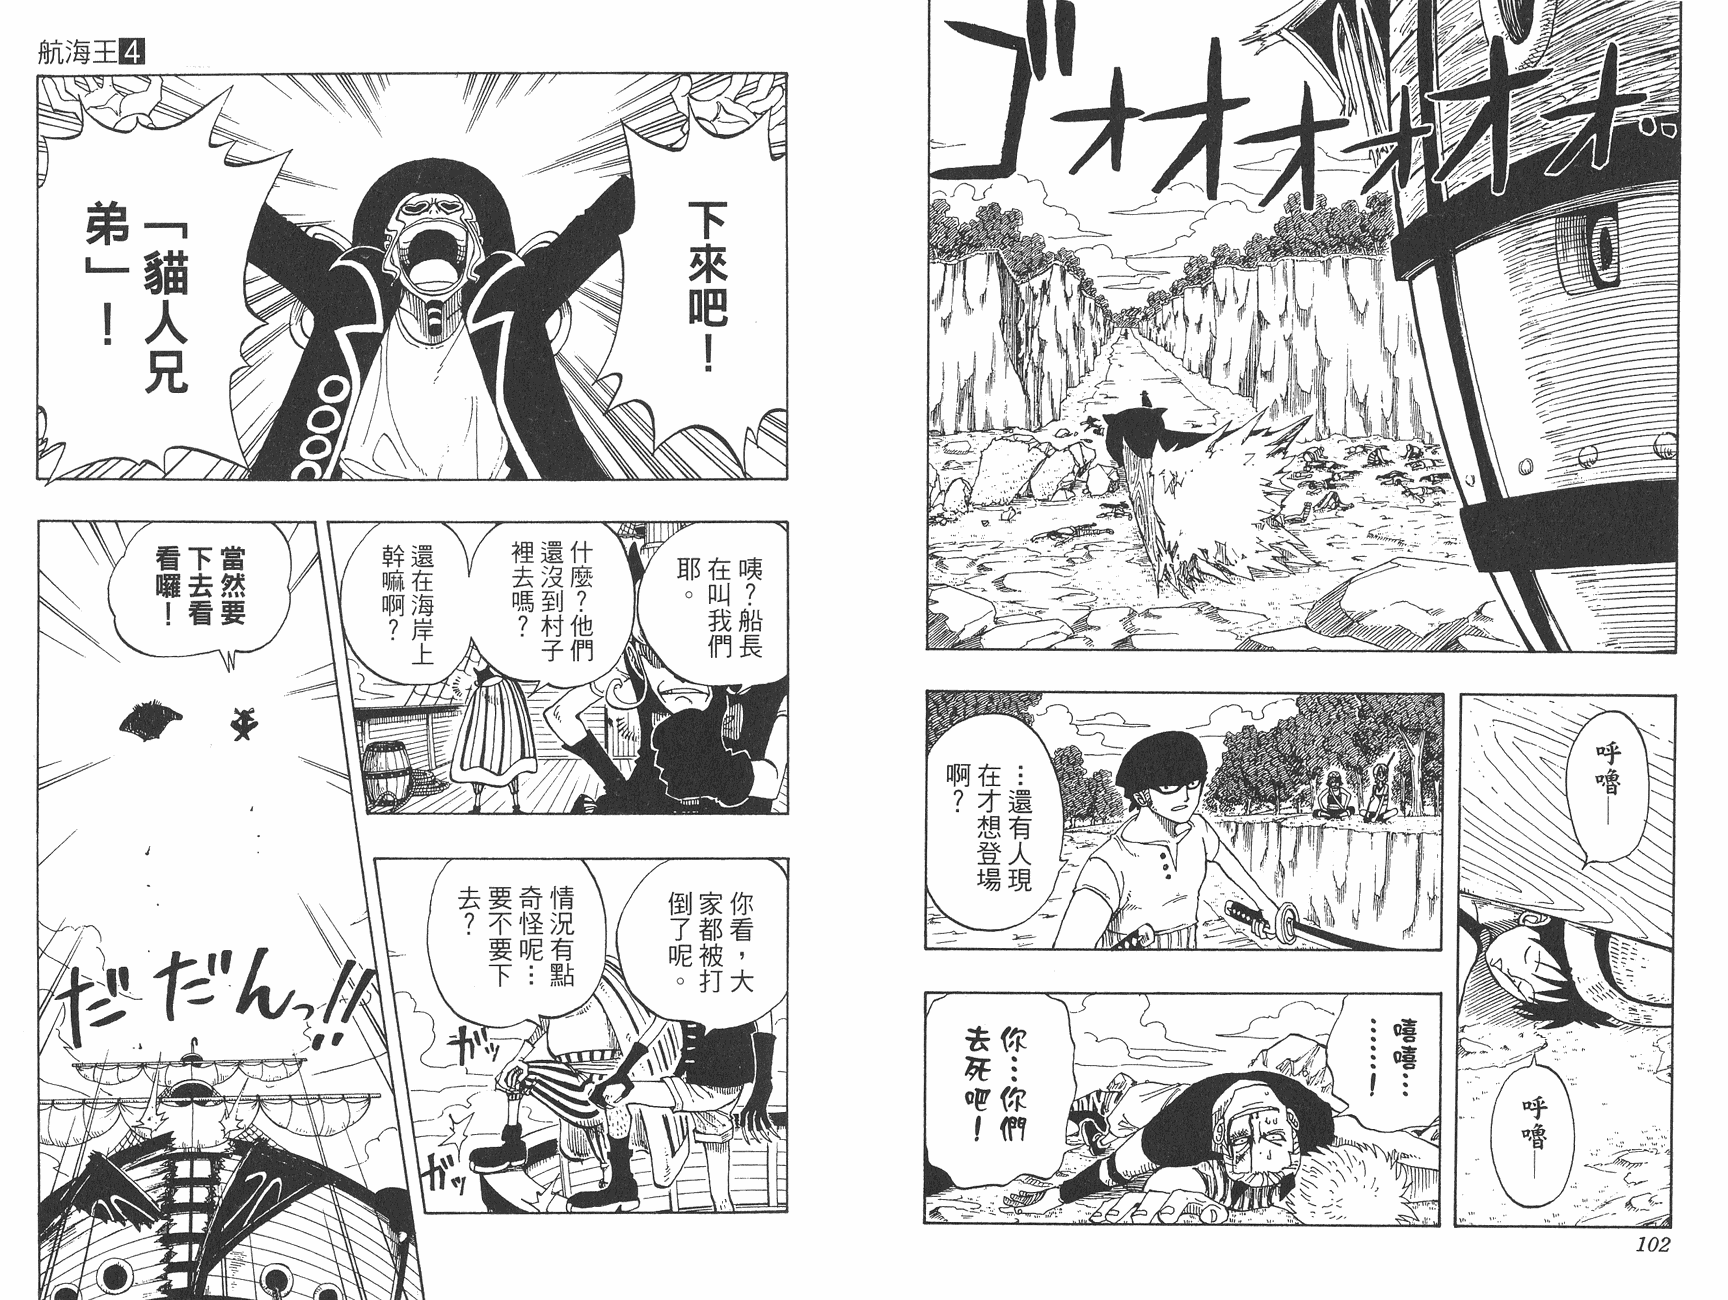 ゴオオオオオオ…
呼嚕─
呼嚕─
…還有人現
在才想登場
啊？
嘻嘻…
……！
你…你們
去死吧！
102
航海王4
下來吧！
「貓人兄
弟」！
咦？船長
在叫我們
耶。
什麼？他們
還沒到村子
裡去嗎？
還在海岸上
幹嘛啊？
你看，大
家都被打
倒了呢。
情況有點
奇怪呢…
要不要下
去？
ガッ
ガッ
當然要
下去看
看囉！
だだんっ!!